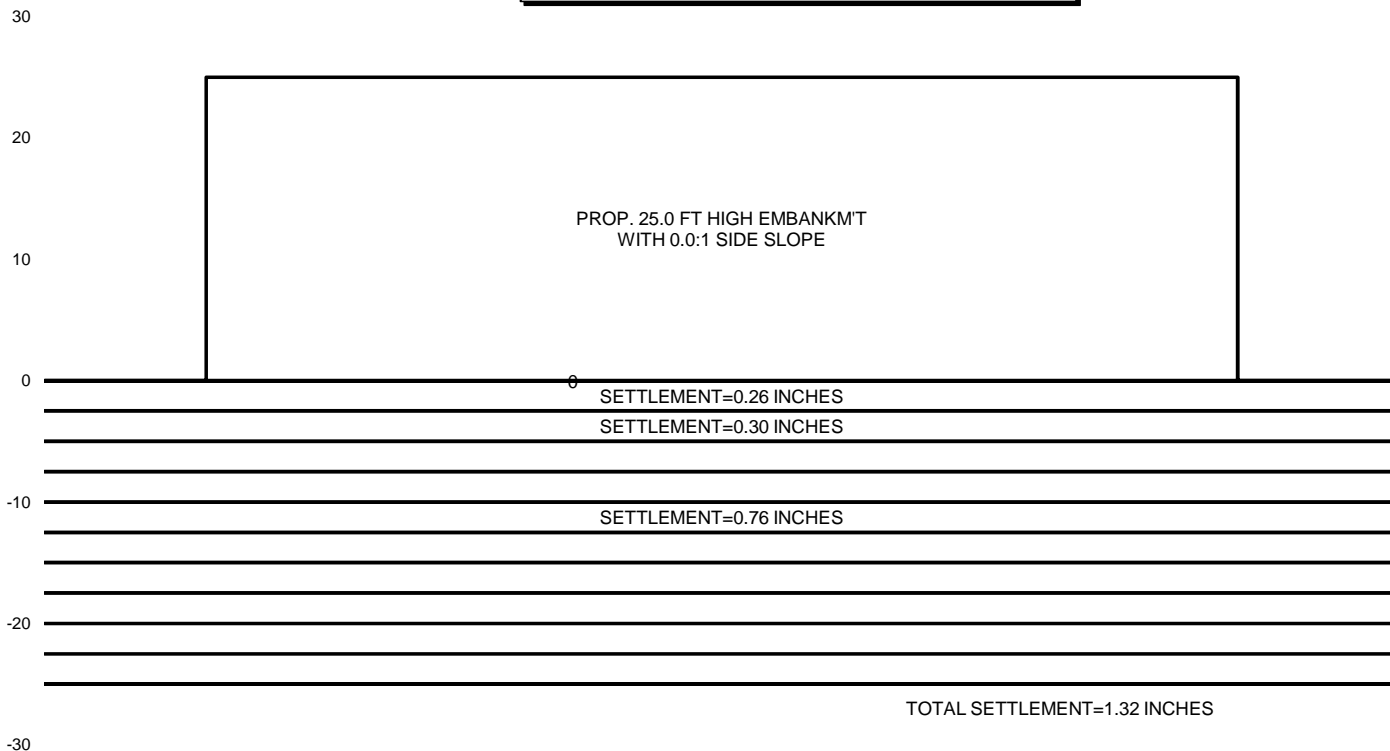 30
20
PROP. 25.0 FT HIGH EMBANKM'T
WITH 0.0:1 SIDE SLOPE
10
0
0
SETTLEMENT=0.26 INCHES
SETTLEMENT=0.30 INCHES
-10
SETTLEMENT=0.76 INCHES
-20
TOTAL SETTLEMENT=1.32 INCHES
-30